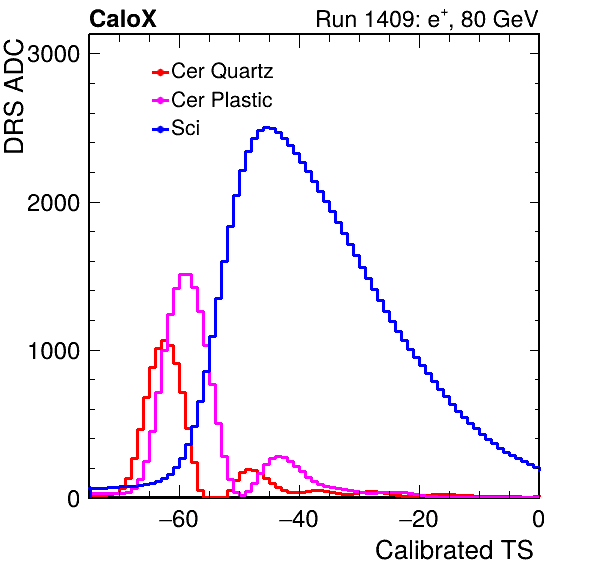 CaloX Run 1409: e⁺, 80 GeV
DRS ADC
3000
2000
1000
0
Cer Quartz
Cer Plastic
Sci
−60 −40 −20 0
Calibrated TS